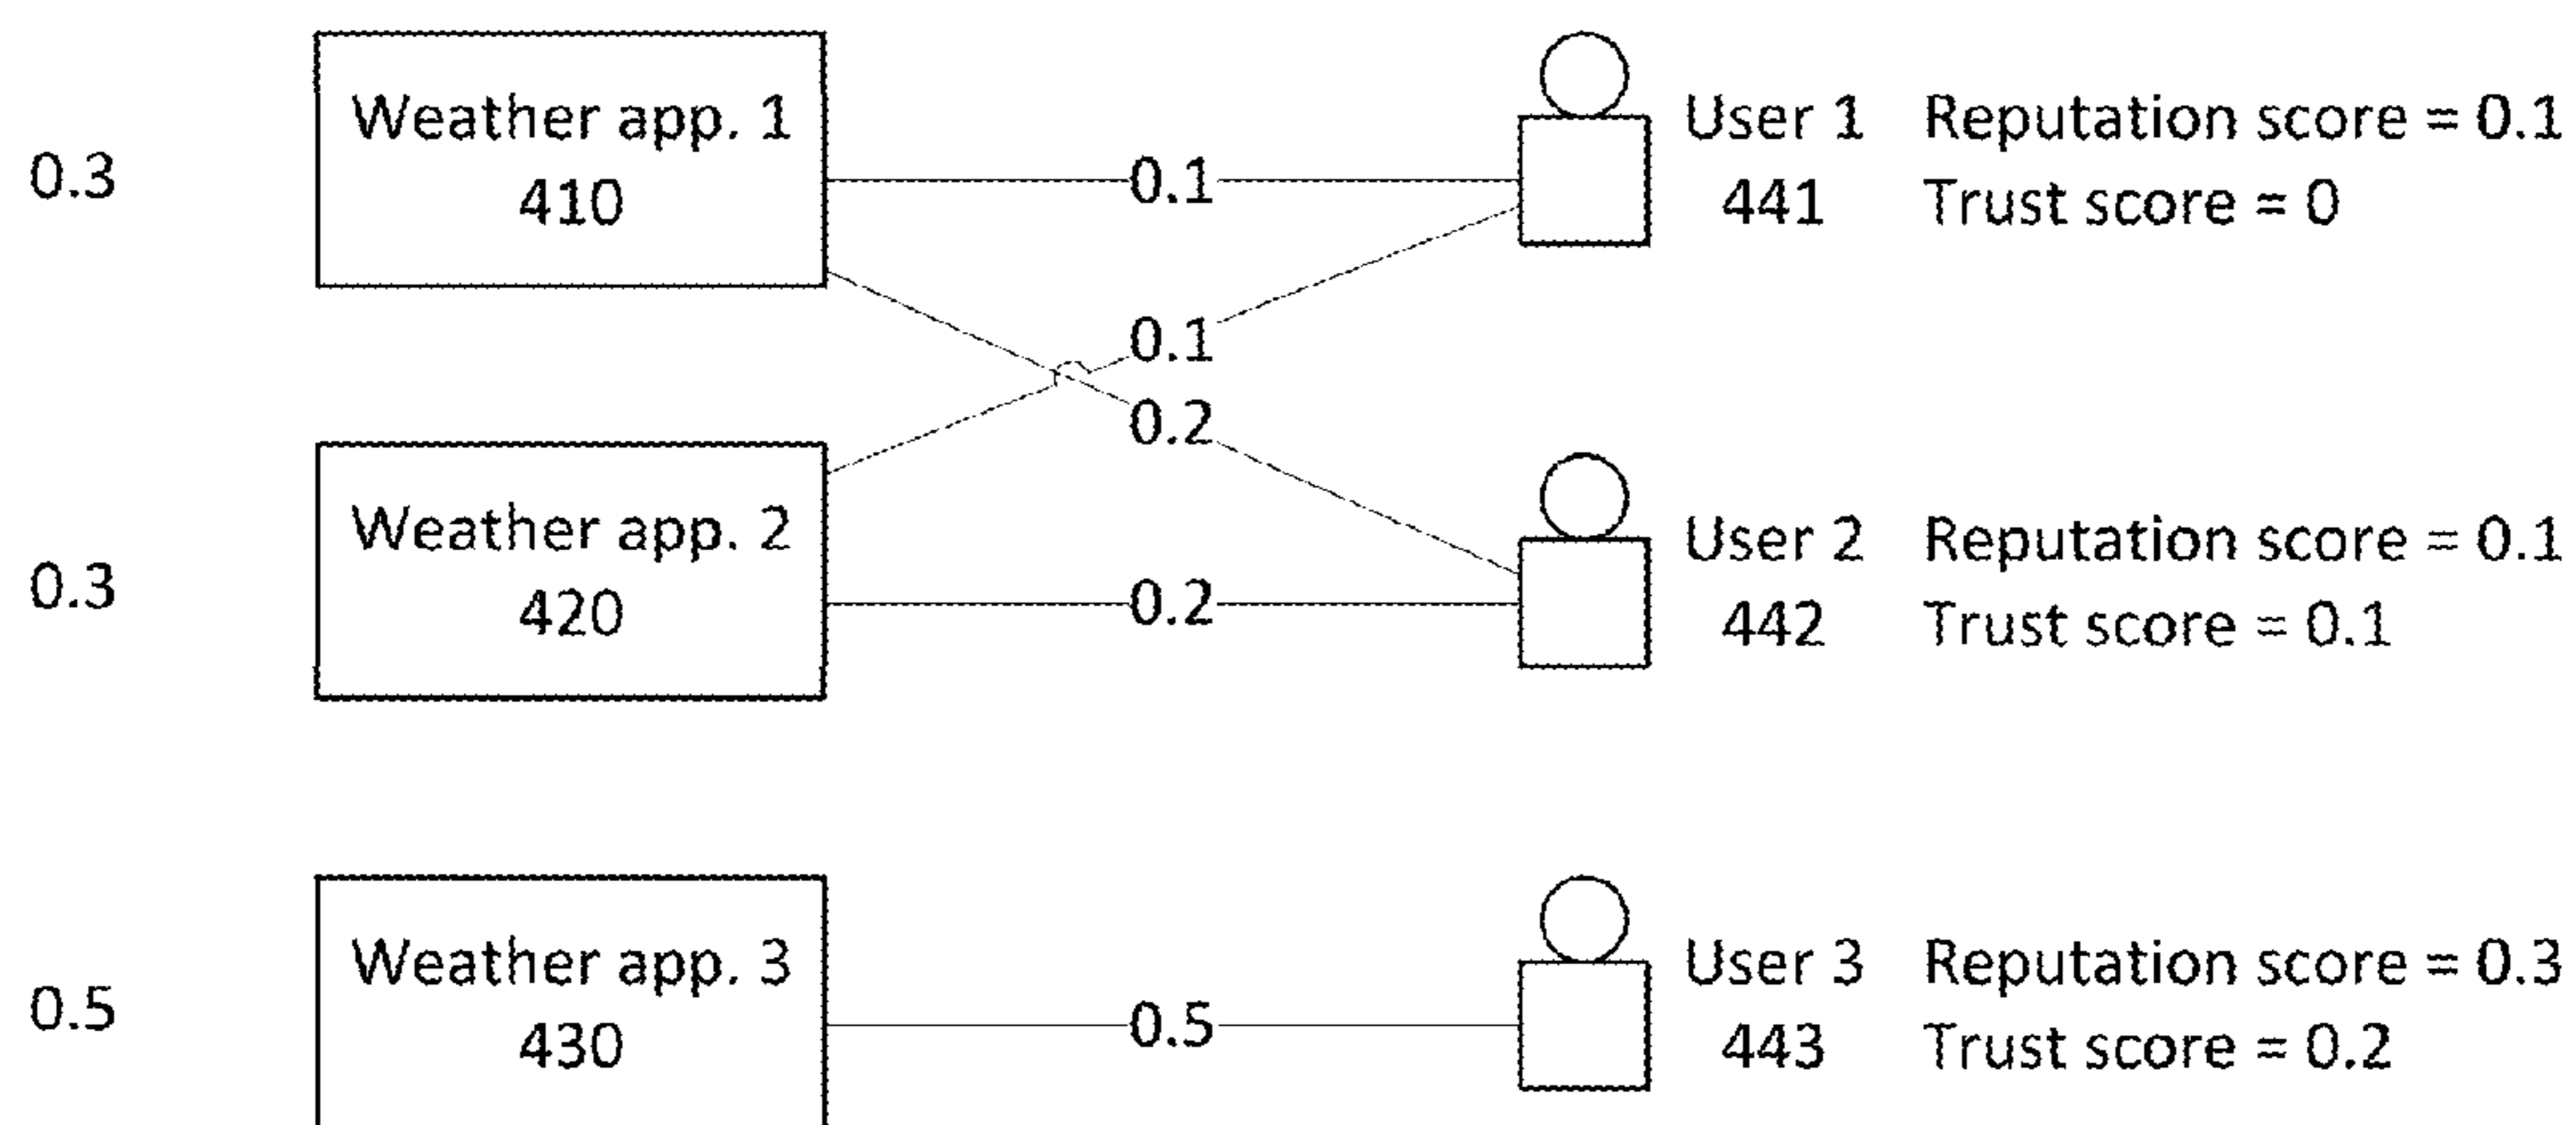 Weather app. 1
410
0.3
0.1
User 1
441
Reputation score = 0.1
Trust score = 0
0.1
0.2
Weather app. 2
420
0.3
0.2
User 2
442
Reputation score = 0.1
Trust score = 0.1
Weather app. 3
430
0.5
0.5
User 3
443
Reputation score = 0.3
Trust score = 0.2